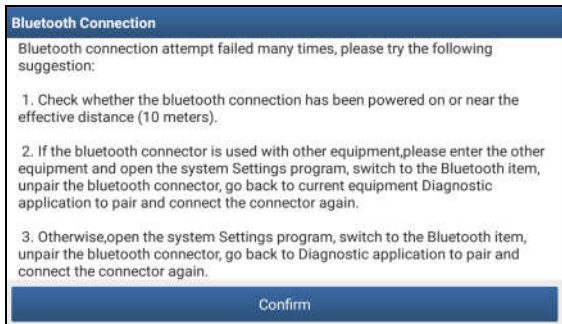 Bluetooth Connection
Bluetooth connection attempt failed many times, please try the following
suggestion:
1. Check whether the bluetooth connection has been powered on or near the
effective distance (10 meters).
2. If the bluetooth connector is used with other equipment,please enter the other
equipment and open the system Settings program, switch to the Bluetooth item,
unpair the bluetooth connector, go back to current equipment Diagnostic
application to pair and connect the connector again.
3. Otherwise,open the system Settings program, switch to the Bluetooth item,
unpair the bluetooth connector, go back to Diagnostic application to pair and
connect the connector again.
Confirm